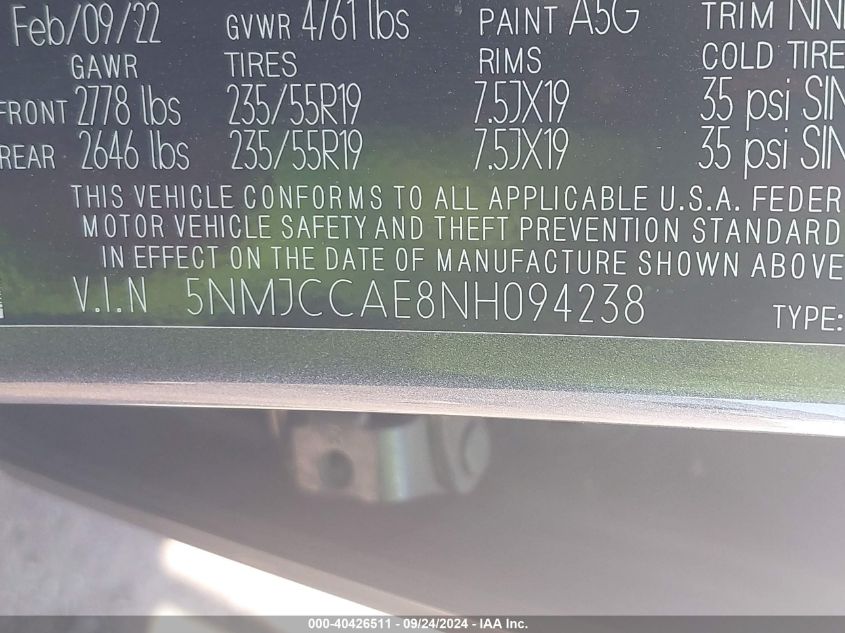 Feb/09/22 GVWR 4761 lbs PAINT A5G TRIM
GAWR TIRES RIMS COLD TIRE
FRONT 2778 lbs 235/55R19 7.5JX19 35 psi SIN
REAR 2646 lbs 235/55R19 7.5JX19 35 psi SIN
THIS VEHICLE CONFORMS TO ALL APPLICABLE U.S.A. FEDER
MOTOR VEHICLE SAFETY AND THEFT PREVENTION STANDARD
IN EFFECT ON THE DATE OF MANUFACTURE SHOWN ABOVE
V.I.N 5NMJCCAE8NH094238 TYPE:
000-40426511 - 09/24/2024 - IAA Inc.